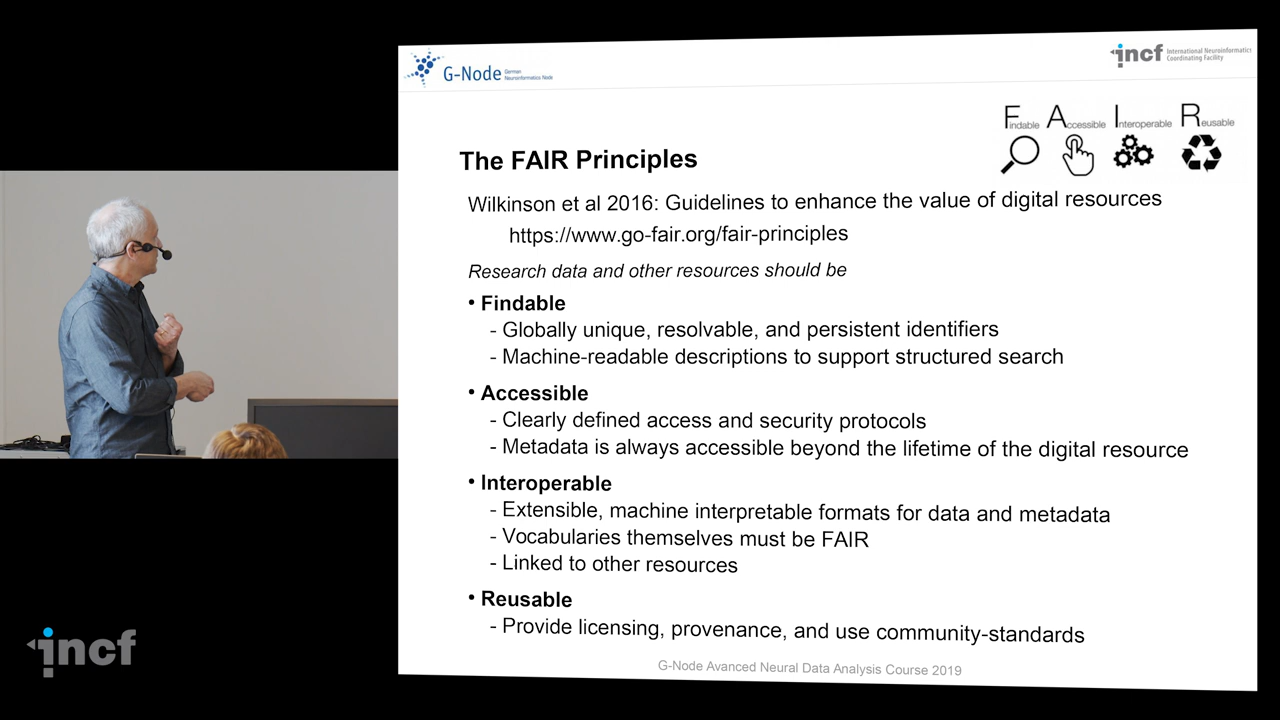 G-Node German Neuroinformatics Node
incf International Neuroinformatics Coordinating Facility
Findable Accessible Interoperable Reusable
The FAIR Principles
Wilkinson et al 2016: Guidelines to enhance the value of digital resources
https://www.go-fair.org/fair-principles
Research data and other resources should be
• Findable
- Globally unique, resolvable, and persistent identifiers
- Machine-readable descriptions to support structured search
• Accessible
- Clearly defined access and security protocols
- Metadata is always accessible beyond the lifetime of the digital resource
• Interoperable
- Extensible, machine interpretable formats for data and metadata
- Vocabularies themselves must be FAIR
- Linked to other resources
• Reusable
- Provide licensing, provenance, and use community-standards
G-Node Avanced Neural Data Analysis Course 2019
incf